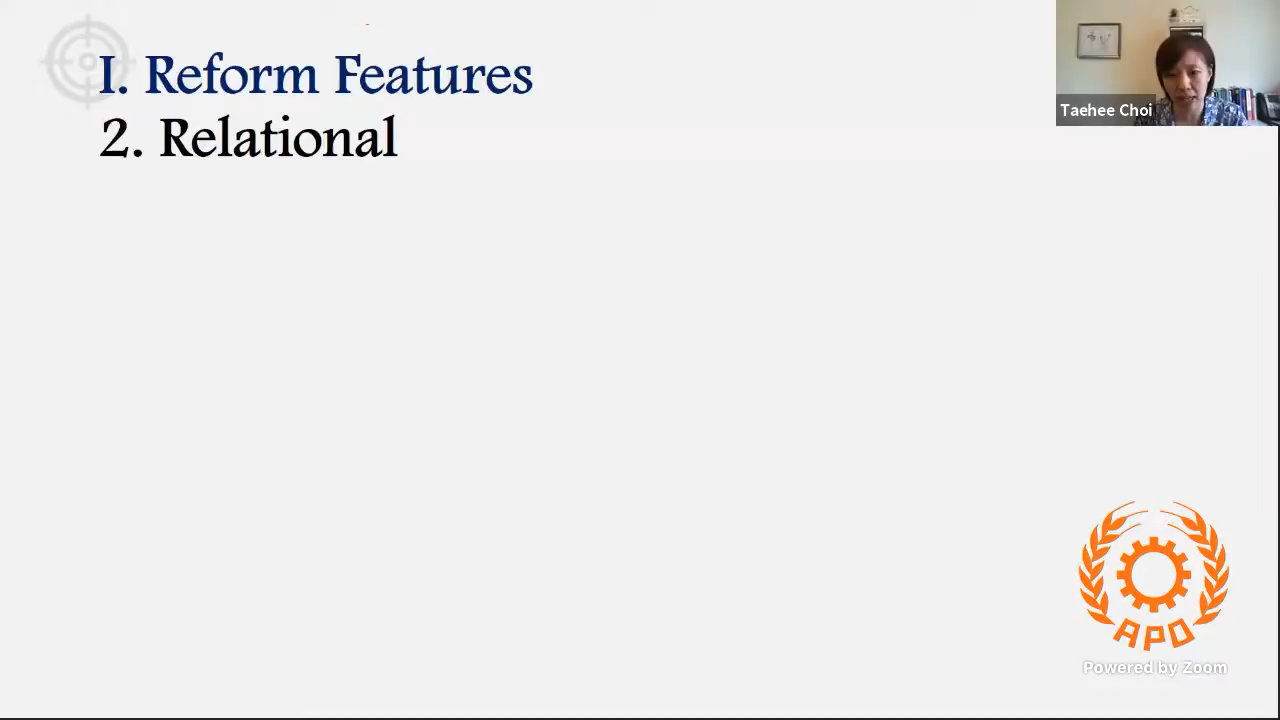 I. Reform Features
2. Relational
Taehee Choi
APO
Powered by Zoom